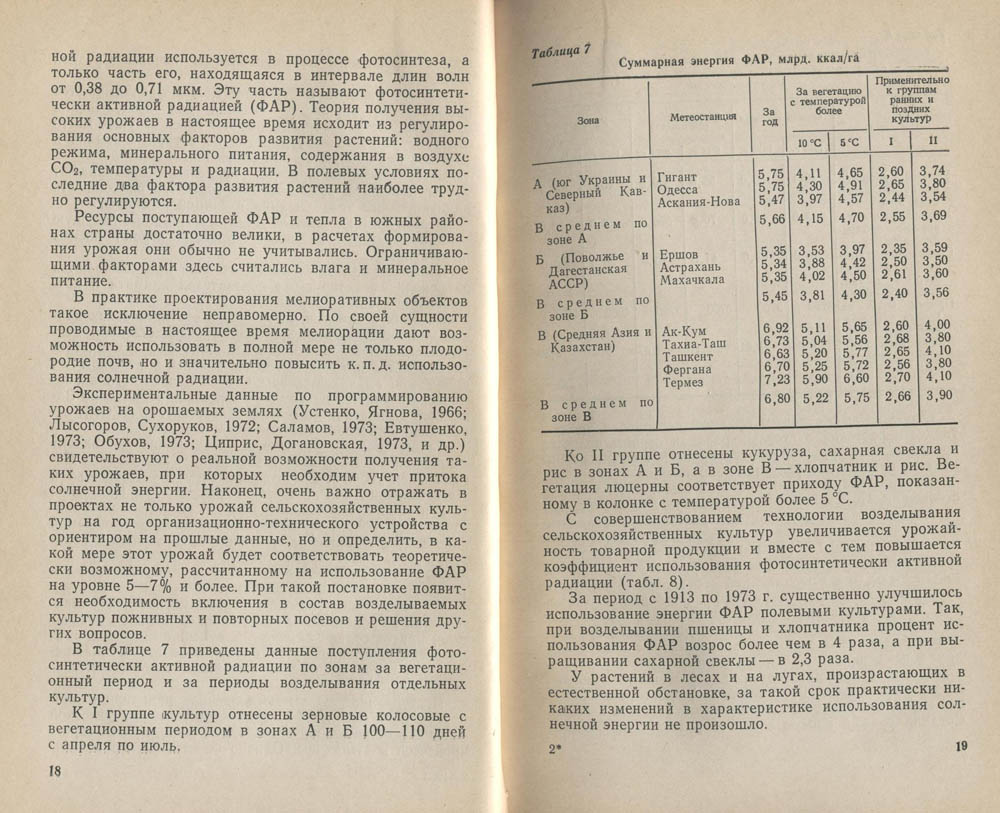 ной радиации используется в процессе фотосинтеза, а
только часть его, находящаяся в интервале длин волн
от 0,38 до 0,71 мкм. Эту часть называют фотосинтети-
чески активной радиацией (ФАР). Теория получения вы-
соких урожаев в настоящее время исходит из регулиро-
вания основных факторов развития растений: водного
режима, минерального питания, содержания в воздухе
CO₂, температуры и радиации. В полевых условиях по-
следние два фактора развития растений наиболее труд-
но регулируются.
Ресурсы поступающей ФАР и тепла в южных райо-
нах страны достаточно велики, в расчетах формирова-
ния урожая они обычно не учитывались. Ограничиваю-
щими факторами здесь считались влага и минеральное
питание.
В практике проектирования мелиоративных объектов
такое исключение неправомерно. По своей сущности
проводимые в настоящее время мелиорации дают воз-
можность использовать в полной мере не только плодо-
родие почв, но и значительно повысить к. п. д. использо-
вания солнечной радиации.
Экспериментальные данные по программированию
урожаев на орошаемых землях (Устенко, Ягнова, 1966;
Лысогоров, Сухоруков, 1972; Саламов, 1973; Евтушенко,
1973; Обухов, 1973; Циприс, Догановская, 1973, и др.)
свидетельствуют о реальной возможности получения та-
ких урожаев, при которых необходим учет притока
солнечной энергии. Наконец, очень важно отражать в
проектах не только урожай сельскохозяйственных куль-
тур на год организационно-технического устройства с
ориентиром на прошлые данные, но и определить, в ка-
кой мере этот урожай будет соответствовать теоретиче-
ски возможному, рассчитанному на использование ФАР
на уровне 5—7% и более. При такой постановке появит-
ся необходимость включения в состав возделываемых
культур пожнивных и повторных посевов и решения дру-
гих вопросов.
В таблице 7 приведены данные поступления фото-
синтетически активной радиации по зонам за вегетаци-
онный период и за периоды возделывания отдельных
культур.
К I группе культур отнесены зерновые колосовые с
вегетационным периодом в зонах А и Б 100—110 дней
с апреля по июль.
18
Таблица 7
Суммарная энергия ФАР, млрд. ккал/га
Зона Метеостанция За год За вегетацию с температурой более Применительно к группам ранних и поздних культур
10 °С 5 °С I II
А (юг Украины и Гигант 5,75 4,11 4,65 2,60 3,74
Северный Кав- Одесса 5,75 4,30 4,91 2,65 3,80
каз) Аскания-Нова 5,47 3,97 4,57 2,44 3,54
В среднем по 5,66 4,15 4,70 2,55 3,69
зоне А
Б (Поволжье и Ершов 5,35 3,53 3,97 2,35 3,59
Дагестанская Астрахань 5,34 3,88 4,42 2,50 3,50
АССР) Махачкала 5,35 4,02 4,50 2,61 3,60
В среднем по 5,45 3,81 4,30 2,40 3,56
зоне Б
В (Средняя Азия и Ак-Кум 6,92 5,11 5,65 2,60 4,00
Казахстан) Тахиа-Таш 6,73 5,04 5,56 2,68 3,80
Ташкент 6,63 5,20 5,77 2,65 4,10
Фергана 6,70 5,25 5,72 2,56 3,80
Термез 7,23 5,90 6,60 2,70 4,10
В среднем по 6,80 5,22 5,75 2,66 3,90
зоне В
Ко II группе отнесены кукуруза, сахарная свекла и
рис в зонах А и Б, а в зоне В — хлопчатник и рис. Ве-
гетация люцерны соответствует приходу ФАР, показан-
ному в колонке с температурой более 5 °С.
С совершенствованием технологии возделывания
сельскохозяйственных культур увеличивается урожай-
ность товарной продукции и вместе с тем повышается
коэффициент использования фотосинтетически активной
радиации (табл. 8).
За период с 1913 по 1973 г. существенно улучшилось
использование энергии ФАР полевыми культурами. Так,
при возделывании пшеницы и хлопчатника процент ис-
пользования ФАР возрос более чем в 4 раза, а при вы-
ращивании сахарной свеклы — в 2,3 раза.
У растений в лесах и на лугах, произрастающих в
естественной обстановке, за такой срок практически ни-
каких изменений в характеристике использования сол-
нечной энергии не произошло.
2*
19